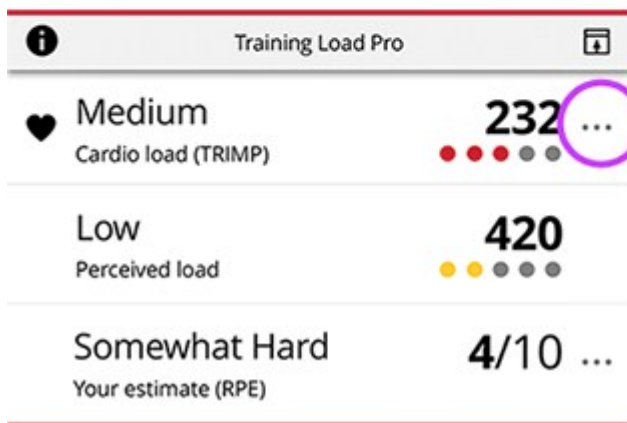 Training Load Pro
Medium 232 ...
Cardio load (TRIMP)
Low 420
Perceived load
Somewhat Hard 4/10 ...
Your estimate (RPE)